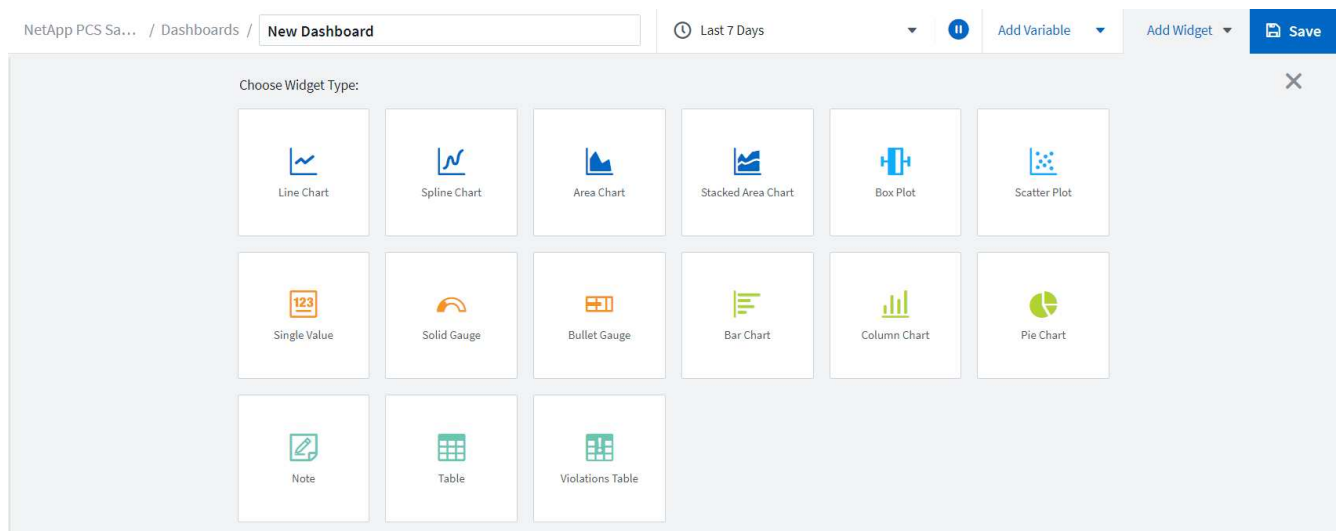 NetApp PCS Sa... / Dashboards / New Dashboard Last 7 Days Add Variable Add Widget Save
Choose Widget Type:
Line Chart Spline Chart Area Chart Stacked Area Chart Box Plot Scatter Plot
123
Single Value Solid Gauge Bullet Gauge Bar Chart Column Chart Pie Chart
Note Table Violations Table